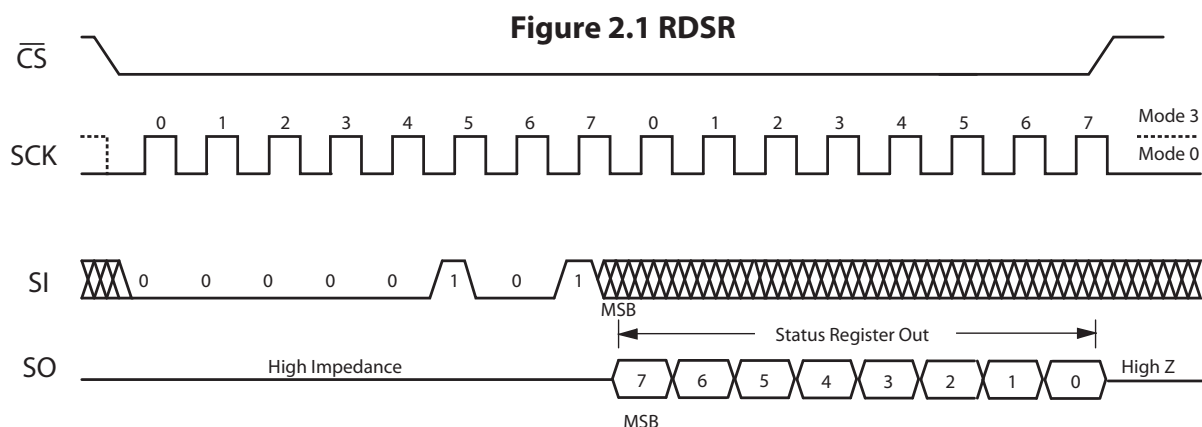 Figure 2.1 RDSR
CS
0 1 2 3 4 5 6 7 0 1 2 3 4 5 6 7
Mode 3
SCK
Mode 0
SI
0 0 0 0 0 1 0 1
MSB
Status Register Out
SO
High Impedance
7 6 5 4 3 2 1 0
High Z
MSB